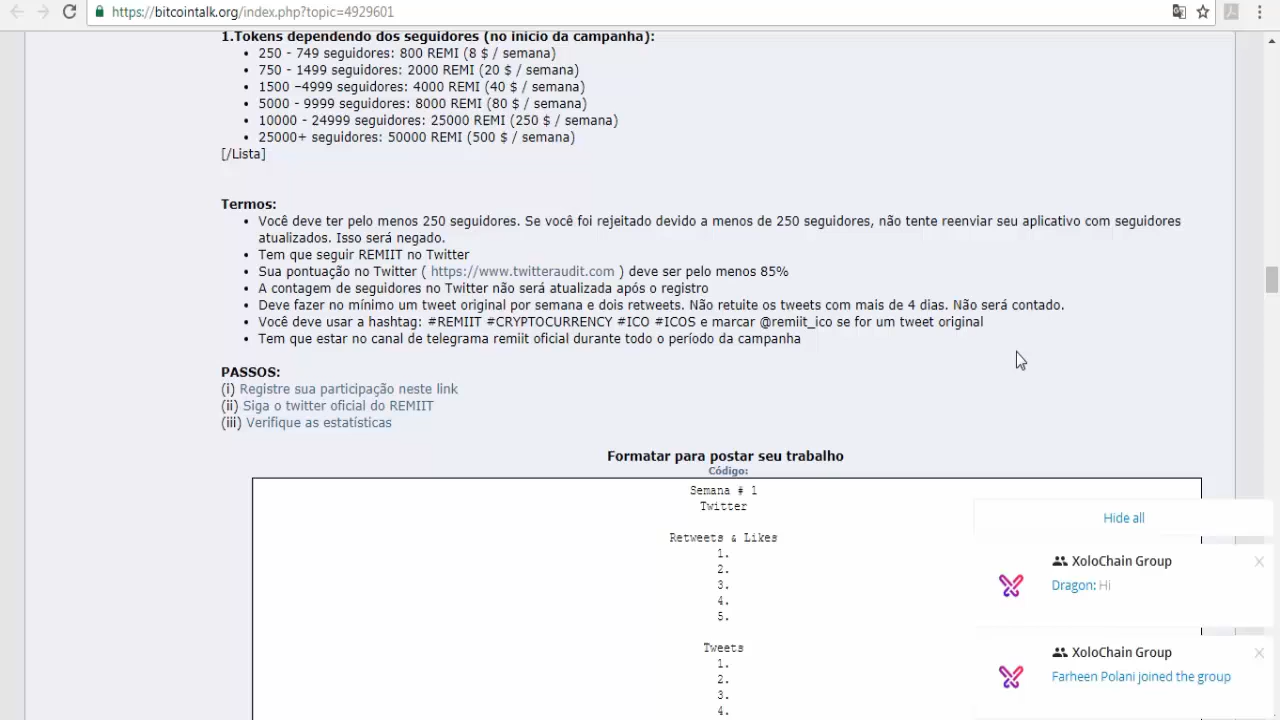 https://bitcointalk.org/index.php?topic=4929601
1.Tokens dependendo dos seguidores (no início da campanha):
• 250 - 749 seguidores: 800 REMI (8 $ / semana)
• 750 - 1499 seguidores: 2000 REMI (20 $ / semana)
• 1500 –4999 seguidores: 4000 REMI (40 $ / semana)
• 5000 - 9999 seguidores: 8000 REMI (80 $ / semana)
• 10000 - 24999 seguidores: 25000 REMI (250 $ / semana)
• 25000+ seguidores: 50000 REMI (500 $ / semana)
[/Lista]
Termos:
• Você deve ter pelo menos 250 seguidores. Se você foi rejeitado devido a menos de 250 seguidores, não tente reenviar seu aplicativo com seguidores
atualizados. Isso será negado.
• Tem que seguir REMIIT no Twitter
• Sua pontuação no Twitter ( https://www.twitteraudit.com ) deve ser pelo menos 85%
• A contagem de seguidores no Twitter não será atualizada após o registro
• Deve fazer no mínimo um tweet original por semana e dois retweets. Não retuite os tweets com mais de 4 dias. Não será contado.
• Você deve usar a hashtag: #REMIIT #CRYPTOCURRENCY #ICO #ICOS e marcar @remiit_ico se for um tweet original
• Tem que estar no canal de telegrama remiit oficial durante todo o período da campanha
PASSOS:
(i) Registre sua participação neste link
(ii) Siga o twitter oficial do REMIIT
(iii) Verifique as estatísticas
Formatar para postar seu trabalho
Código:
Semana # 1
Twitter
Retweets & Likes
1.
2.
3.
4.
5.
Tweets
1.
2.
3.
4.
Hide all
XoloChain Group
Dragon: Hi
XoloChain Group
Farheen Polani joined the group